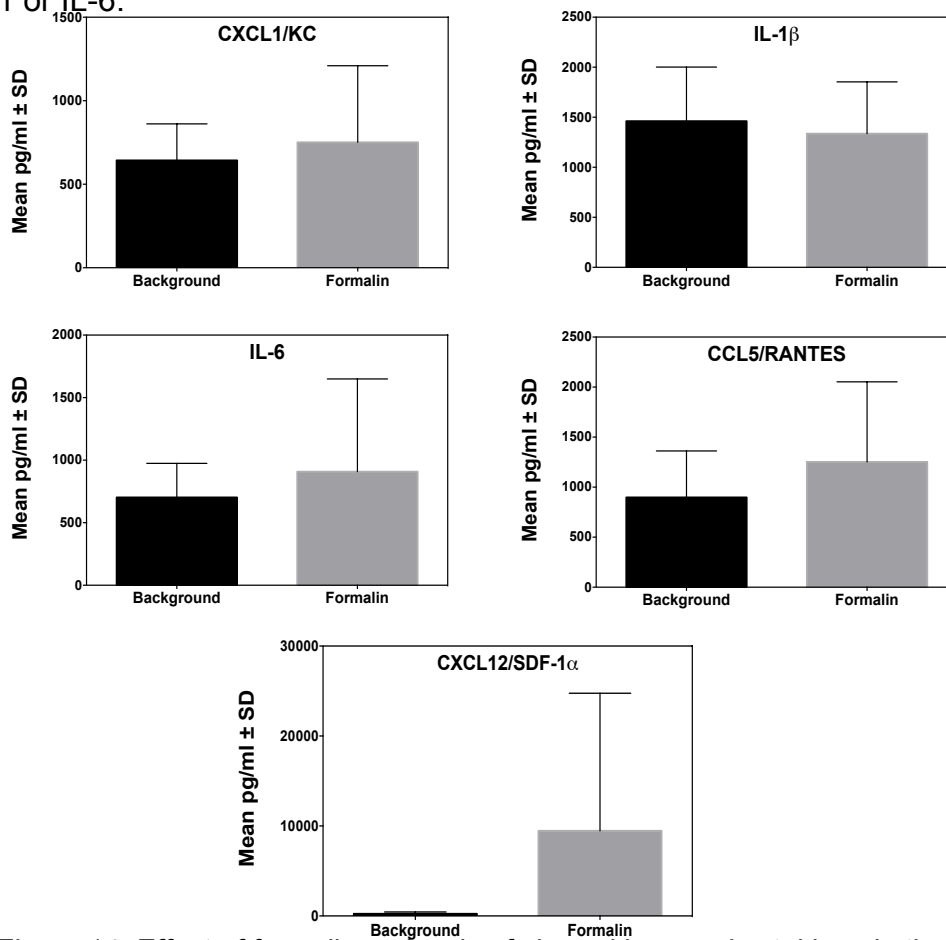 or IL-6.
CXCL1/KC
Mean pg/ml ± SD
1500
1000
500
0
Background Formalin
IL-1β
Mean pg/ml ± SD
2500
2000
1500
1000
500
0
Background Formalin
IL-6
Mean pg/ml ± SD
2000
1500
1000
500
0
Background Formalin
CCL5/RANTES
Mean pg/ml ± SD
2500
2000
1500
1000
500
0
Background Formalin
CXCL12/SDF-1α
Mean pg/ml ± SD
30000
20000
10000
0
Background Formalin